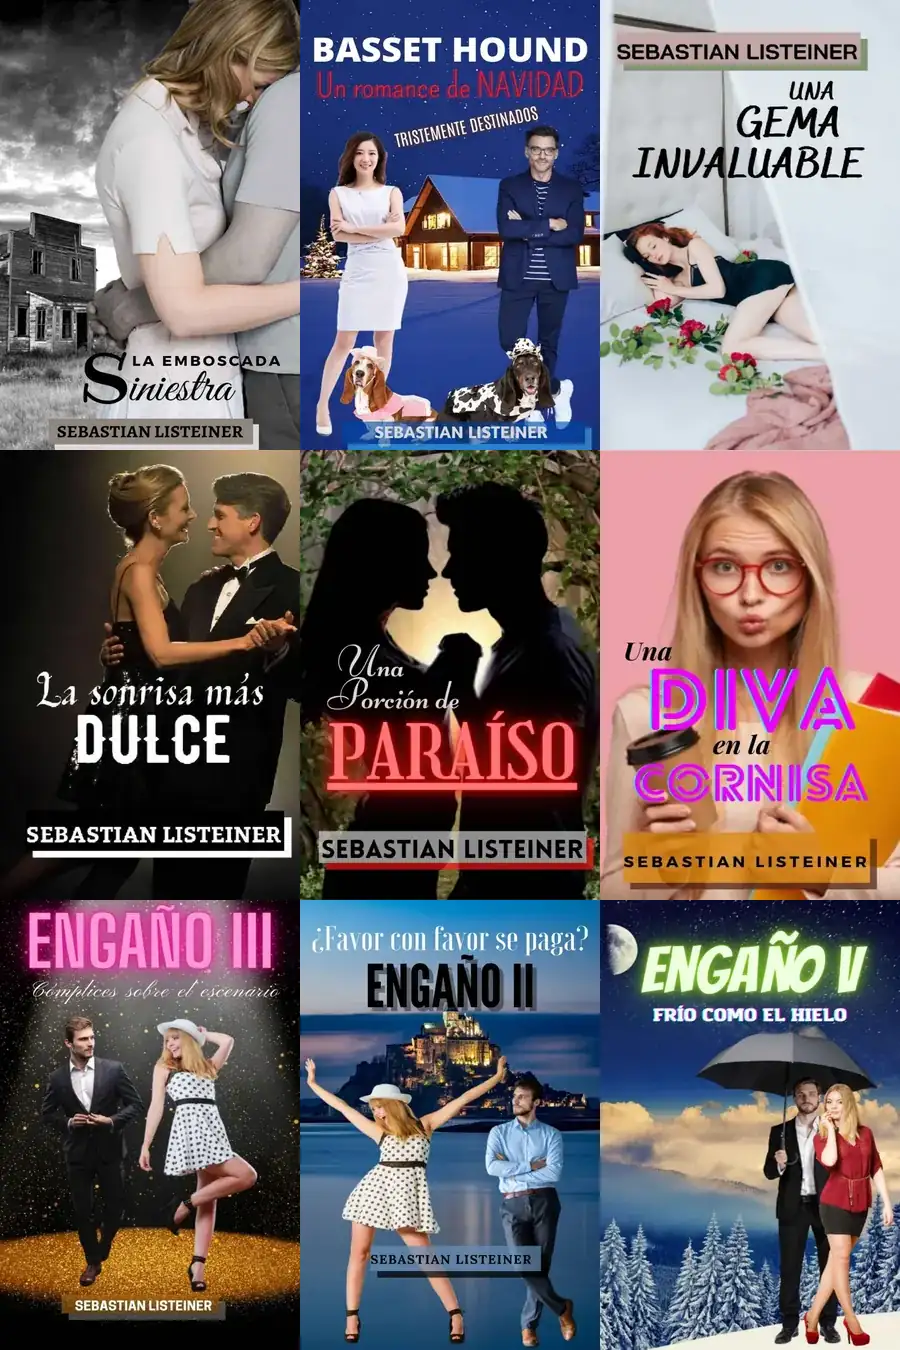 LA EMBOSCADA
Siniestra
SEBASTIAN LISTEINER
BASSET HOUND
Un romance de NAVIDAD
TRISTEMENTE DESTINADOS
SEBASTIAN LISTEINER
SEBASTIAN LISTEINER
UNA
GEMA
INVALUABLE
La sonrisa más
DULCE
SEBASTIAN LISTEINER
Una
Porción de
PARAÍSO
SEBASTIAN LISTEINER
Una
DIVA
en la
CORNISA
SEBASTIAN LISTEINER
ENGAÑO III
Cómplices sobre el escenario
SEBASTIAN LISTEINER
¿Favor con favor se paga?
ENGAÑO II
SEBASTIAN LISTEINER
ENGAÑO V
FRÍO COMO EL HIELO